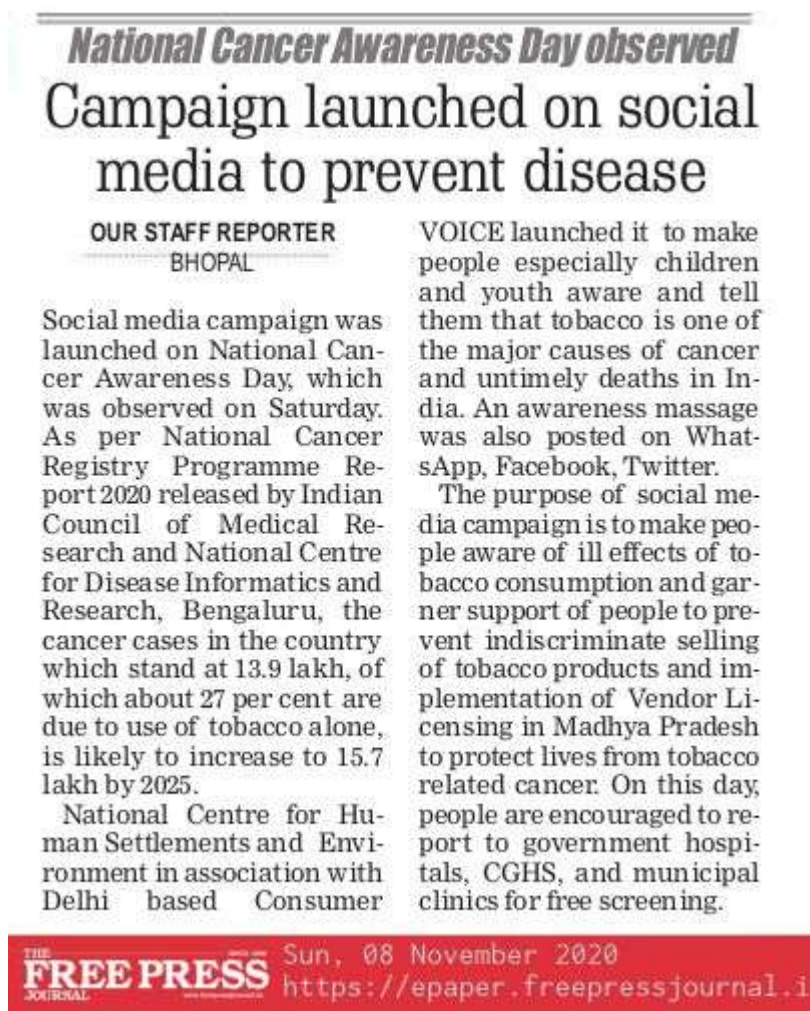 National Cancer Awareness Day observed
Campaign launched on social
media to prevent disease
OUR STAFF REPORTER
BHOPAL
Social media campaign was
launched on National Can-
cer Awareness Day, which
was observed on Saturday.
As per National Cancer
Registry Programme Re-
port 2020 released by Indian
Council of Medical Re-
search and National Centre
for Disease Informatics and
Research, Bengaluru, the
cancer cases in the country
which stand at 13.9 lakh, of
which about 27 per cent are
due to use of tobacco alone,
is likely to increase to 15.7
lakh by 2025.
National Centre for Hu-
man Settlements and Envi-
ronment in association with
Delhi based Consumer
VOICE launched it to make
people especially children
and youth aware and tell
them that tobacco is one of
the major causes of cancer
and untimely deaths in In-
dia. An awareness massage
was also posted on What-
sApp, Facebook, Twitter.
The purpose of social me-
dia campaign is to make peo-
ple aware of ill effects of to-
bacco consumption and gar-
ner support of people to pre-
vent indiscriminate selling
of tobacco products and im-
plementation of Vendor Li-
censing in Madhya Pradesh
to protect lives from tobacco
related cancer. On this day,
people are encouraged to re-
port to government hospi-
tals, CGHS, and municipal
clinics for free screening.
THE
FREE PRESS
JOURNAL
Sun, 08 November 2020
https://epaper.freepressjournal.i